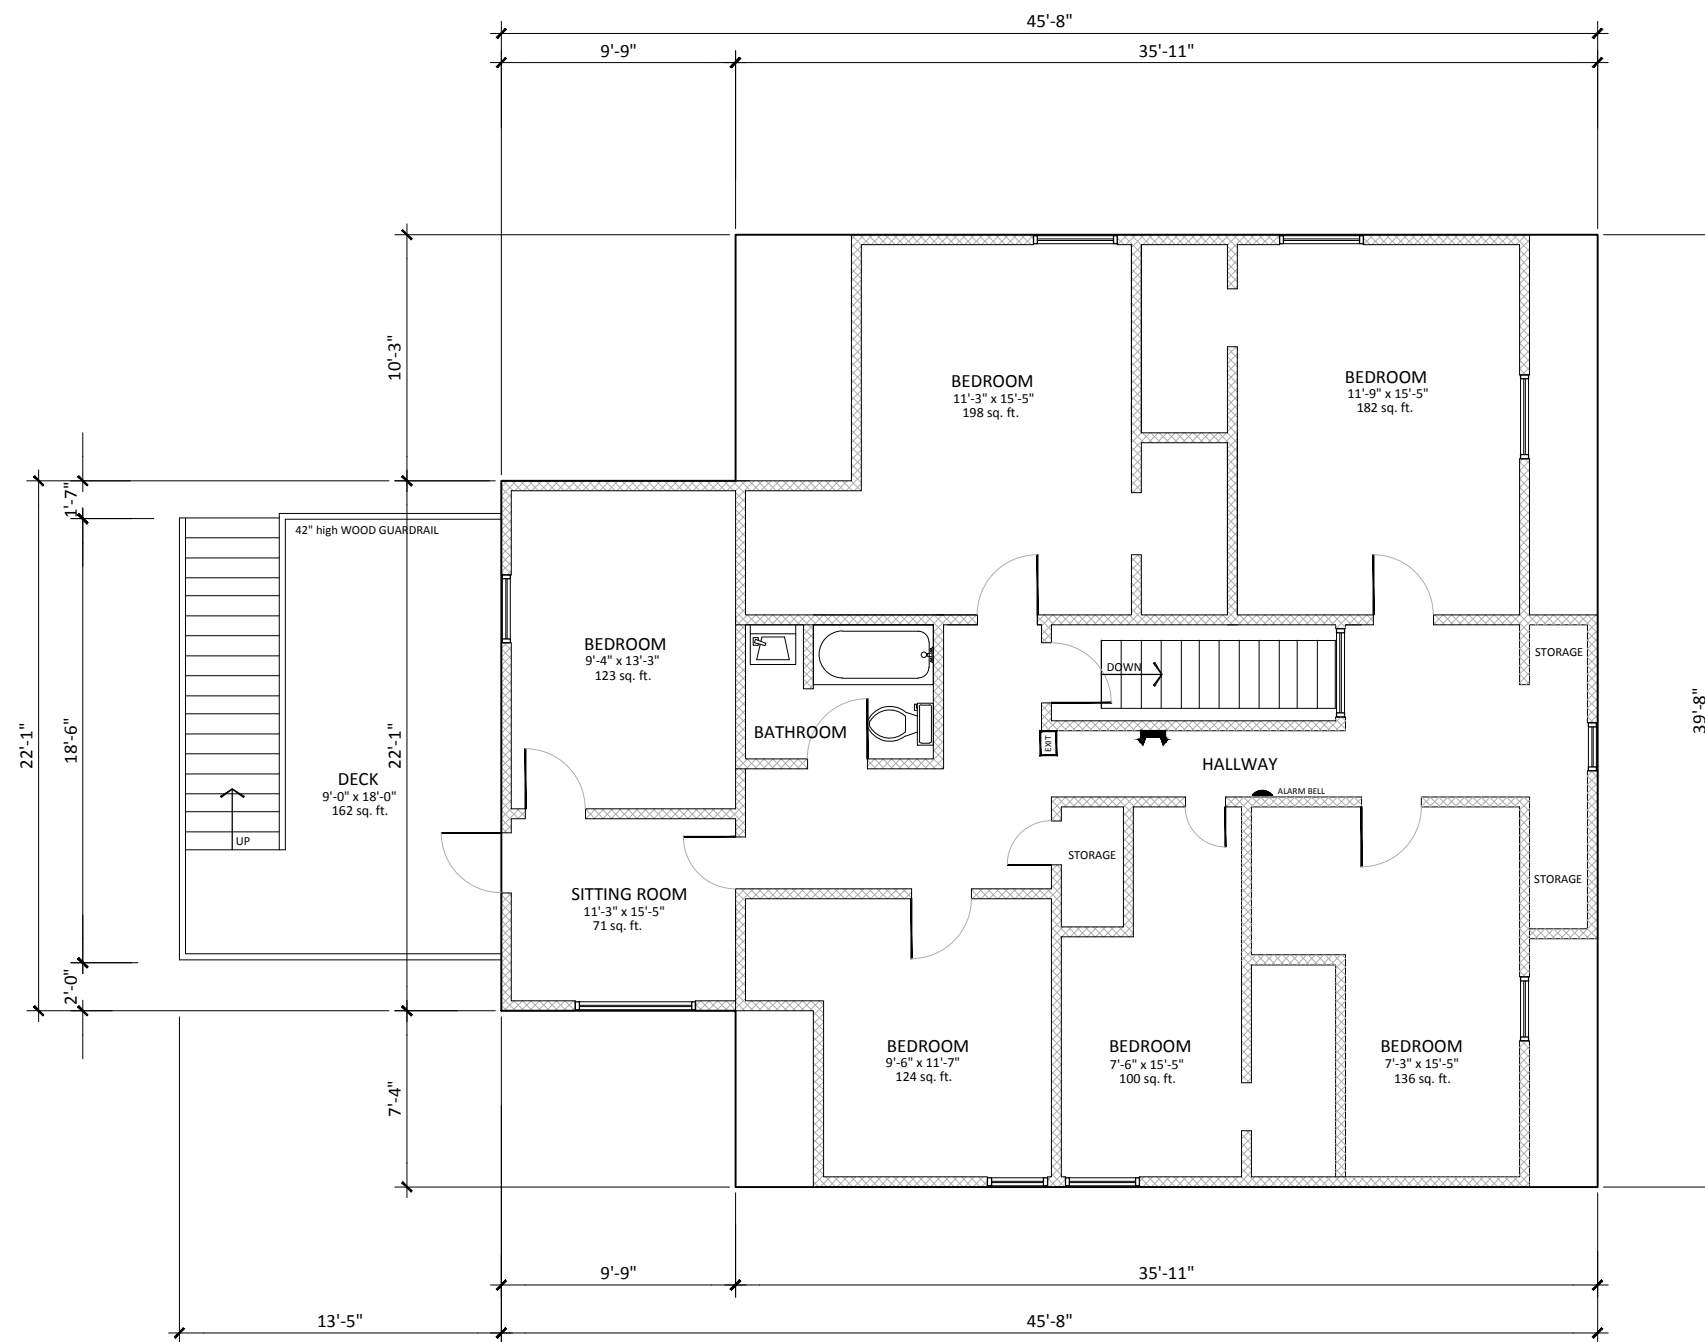 45'-8"
9'-9"
35'-11"
10'-3"
39'-8"
22'-1"
1'-7"
18'-6"
2'-0"
22'-1"
7'-4"
BEDROOM
11'-3" x 15'-5"
198 sq. ft.
BEDROOM
11'-9" x 15'-5"
182 sq. ft.
42" high WOOD GUARDRAIL
BEDROOM
9'-4" x 13'-3"
123 sq. ft.
BATHROOM
DOWN
STORAGE
EXIT
HALLWAY
ALARM BELL
DECK
9'-0" x 18'-0"
162 sq. ft.
UP
STORAGE
STORAGE
SITTING ROOM
11'-3" x 15'-5"
71 sq. ft.
BEDROOM
9'-6" x 11'-7"
124 sq. ft.
BEDROOM
7'-6" x 15'-5"
100 sq. ft.
BEDROOM
7'-3" x 15'-5"
136 sq. ft.
9'-9"
35'-11"
13'-5"
45'-8"